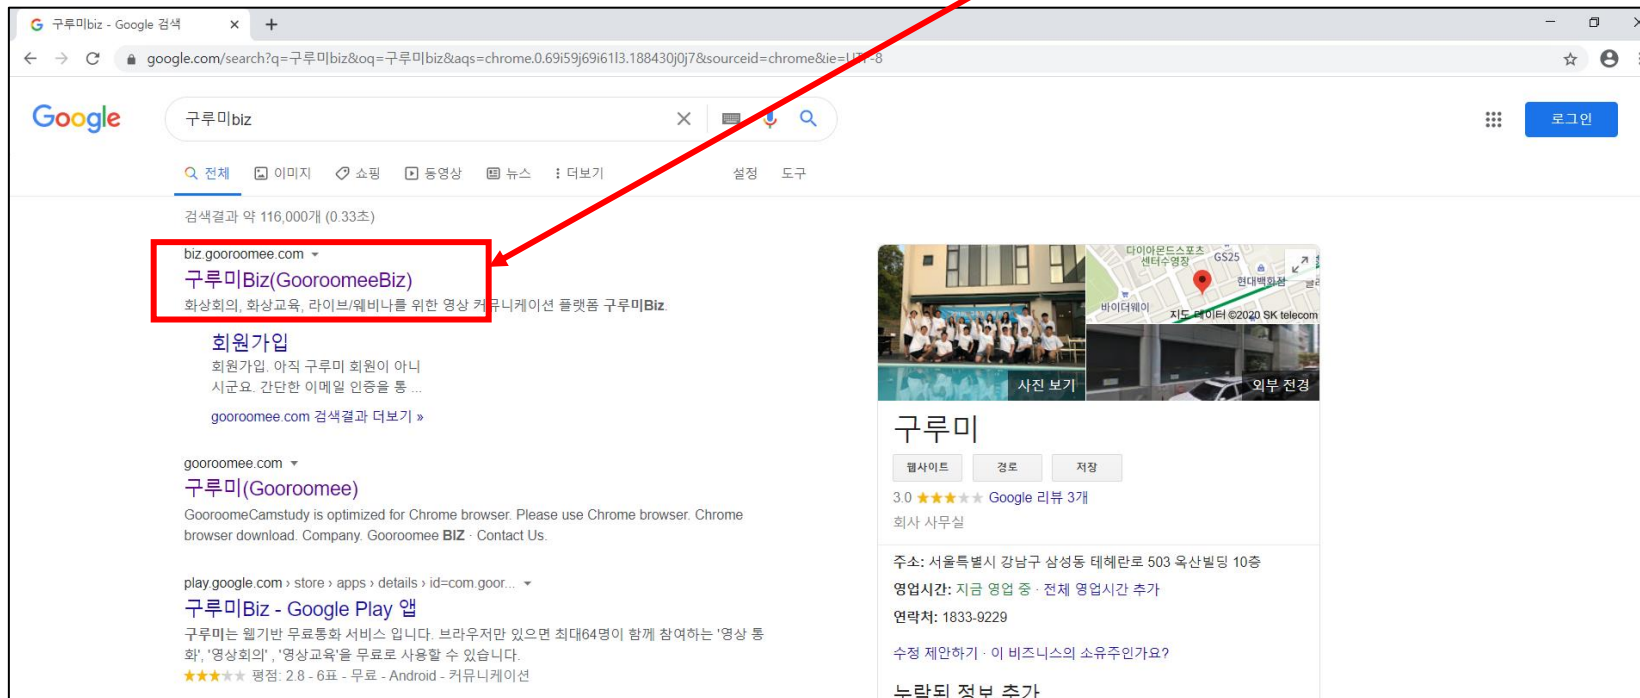 구루미biz - Google 검색
google.com/search?q=구루미biz&oq=구루미biz&aqs=chrome.0.69i59j69i61l3.188430j0j7&sourceid=chrome&ie=UTF-8
Google
구루미biz
로그인
전체 이미지 쇼핑 동영상 뉴스 더보기 설정 도구
검색결과 약 116,000개 (0.33초)
biz.gooroomee.com
구루미Biz(GooroomeeBiz)
화상회의, 화상교육, 라이브/웨비나를 위한 영상 커뮤니케이션 플랫폼 구루미Biz.
회원가입
회원가입. 아직 구루미 회원이 아니
시군요. 간단한 이메일 인증을 통 ...
gooroomee.com 검색결과 더보기 »
gooroomee.com
구루미(Gooroomee)
GooroomeCamstudy is optimized for Chrome browser. Please use Chrome browser. Chrome
browser download. Company. Gooroomee BIZ · Contact Us.
play.google.com › store › apps › details › id=com.goor...
구루미Biz - Google Play 앱
구루미는 웹기반 무료통화 서비스 입니다. 브라우저만 있으면 최대64명이 함께 참여하는 '영상 통
화', '영상회의' , '영상교육'을 무료로 사용할 수 있습니다.
★★★★★ 평점: 2.8 - 6표 - 무료 - Android - 커뮤니케이션
다이아몬드스포츠
센터수영장
GS25
현대백화점
바이더웨이
지도 데이터 ©2020 SK telecom
사진 보기
외부 전경
구루미
웹사이트 경로 저장
3.0 ★★★★★ Google 리뷰 3개
회사 사무실
주소: 서울특별시 강남구 삼성동 테헤란로 503 옥산빌딩 10층
영업시간: 지금 영업 중 · 전체 영업시간 추가
연락처: 1833-9229
수정 제안하기 · 이 비즈니스의 소유주인가요?
누락된 정보 추가